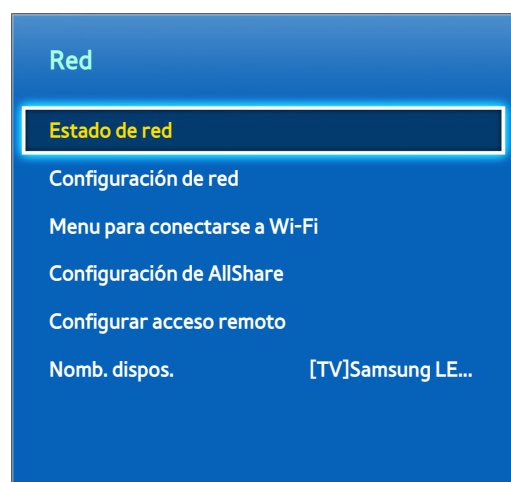 Red
Estado de red
Configuración de red
Menu para conectarse a Wi-Fi
Configuración de AllShare
Configurar acceso remoto
Nomb. dispos. [TV]Samsung LE...